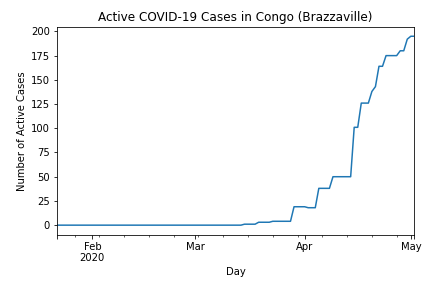 Active COVID-19 Cases in Congo (Brazzaville)
200
175
150
125
100
75
50
25
0
Number of Active Cases
Feb
2020
Mar
Apr
May
Day